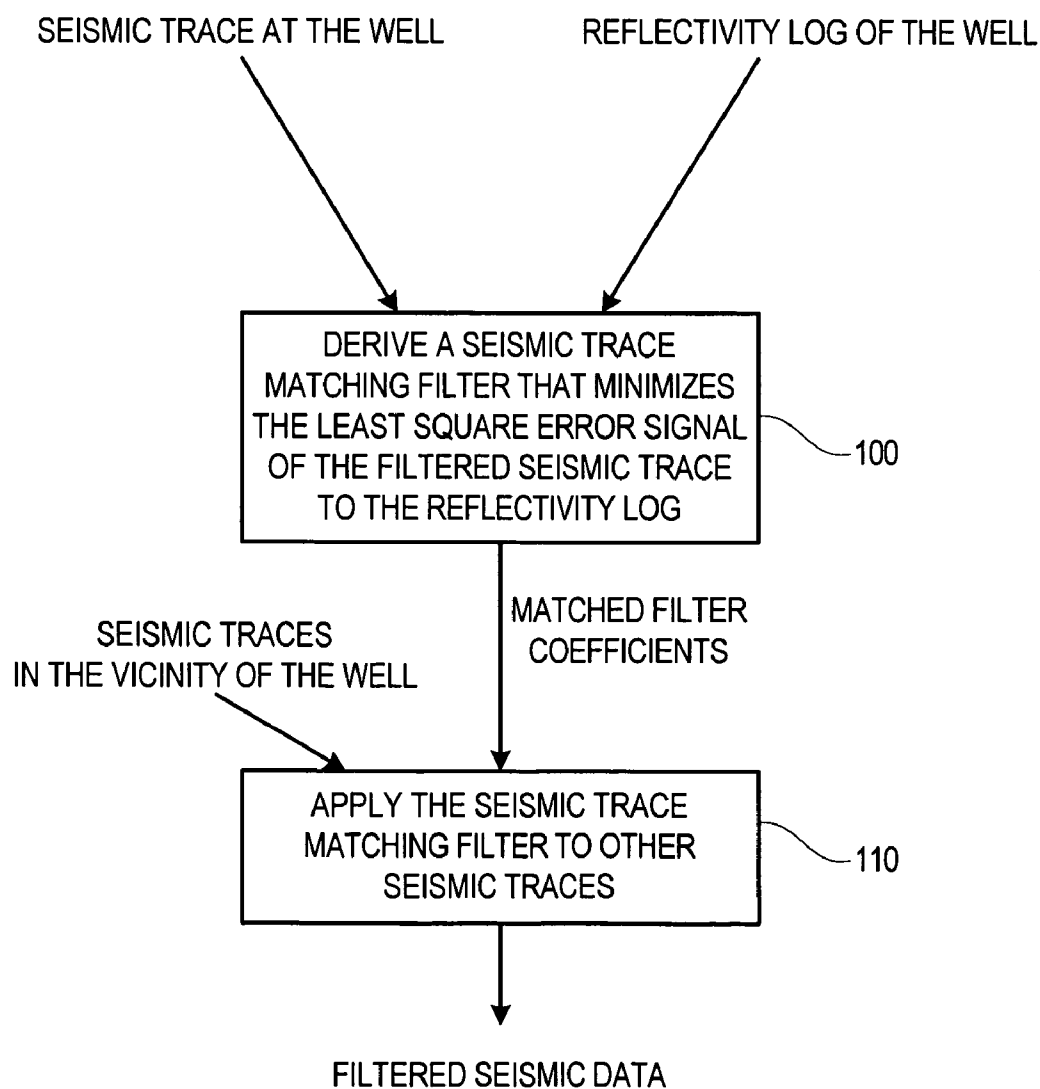 SEISMIC TRACE AT THE WELL
REFLECTIVITY LOG OF THE WELL
DERIVE A SEISMIC TRACE
MATCHING FILTER THAT MINIMIZES
THE LEAST SQUARE ERROR SIGNAL
OF THE FILTERED SEISMIC TRACE
TO THE REFLECTIVITY LOG
100
MATCHED FILTER
COEFFICIENTS
SEISMIC TRACES
IN THE VICINITY OF THE WELL
APPLY THE SEISMIC TRACE
MATCHING FILTER TO OTHER
SEISMIC TRACES
110
FILTERED SEISMIC DATA